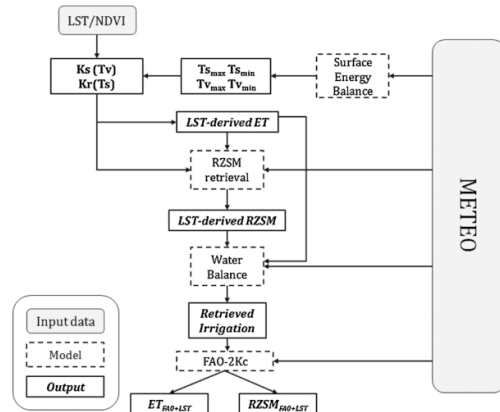 LST/NDVI
Ks (Tv)
Kr(Ts)
Tsmax Tsmin
Tvmax Tvmin
Surface
Energy
Balance
LST-derived ET
RZSM
retrieval
LST-derived RZSM
Water
Balance
Retrieved
Irrigation
FAO-2Kc
ETFAO+LST
RZSMFAO+LST
METEO
Input data
Model
Output